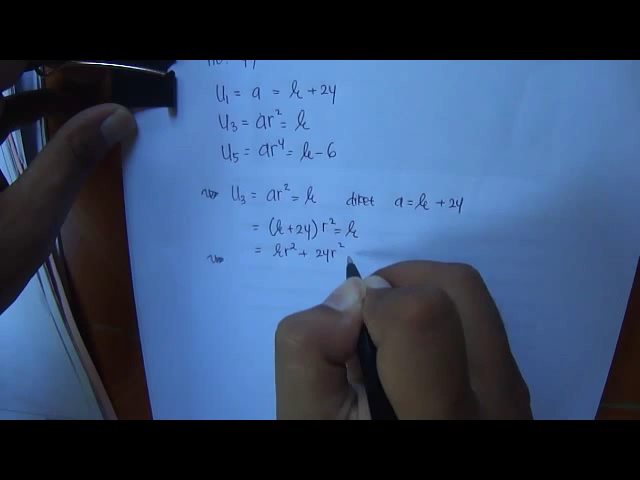 U₁ = a = k + 24
U₃ = ar² = k
U₅ = ar⁴ = k - 6
U₃ = ar² = k diket a = k + 24
= (k + 24) r² = k
= kr² + 24r²